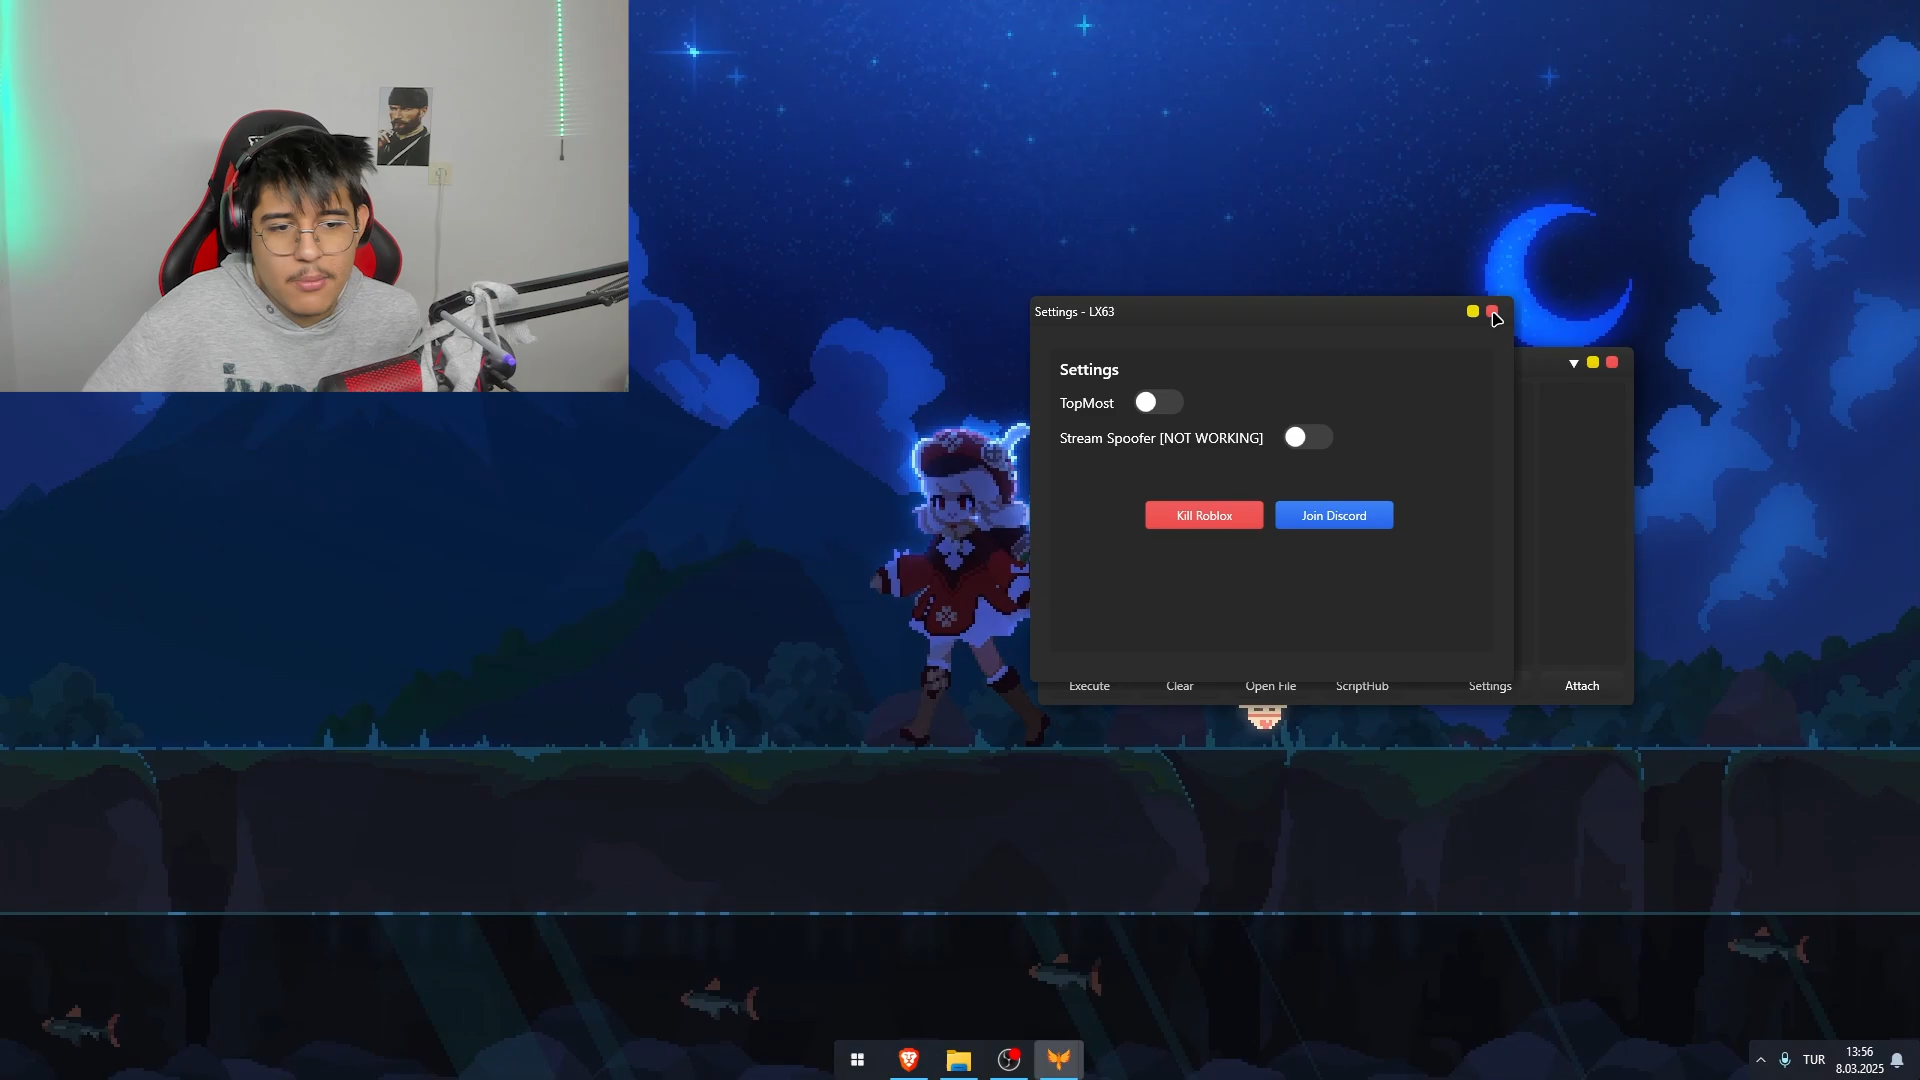 Settings - LX63
Settings
TopMost
Stream Spoofer [NOT WORKING]
Kill Roblox
Join Discord
Execute
Clear
Open File
ScriptHub
Settings
Attach
TUR
13:56
8.03.2025